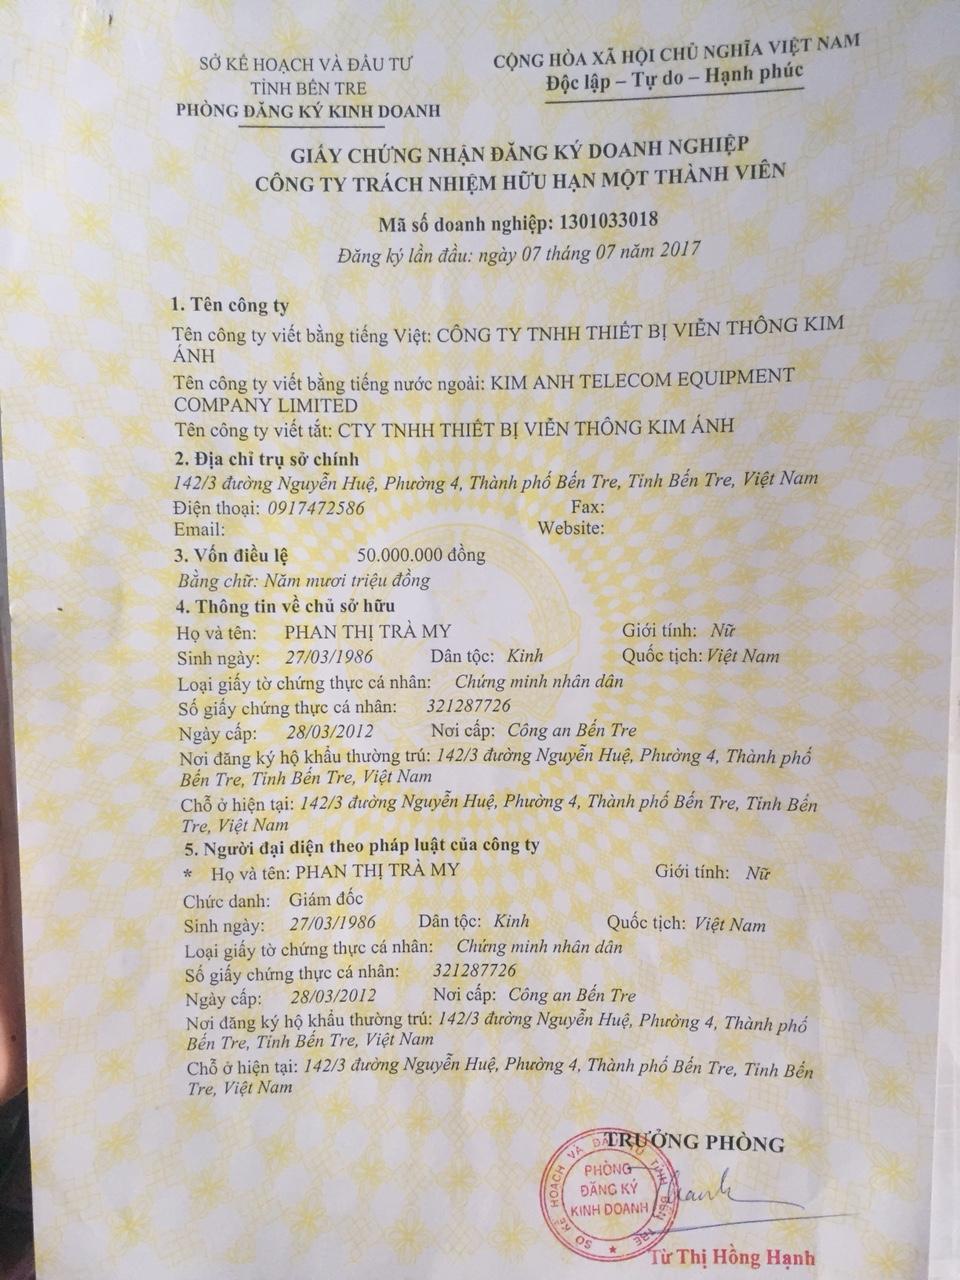 SỞ KẾ HOẠCH VÀ ĐẦU TƯ
TỈNH BẾN TRE
PHÒNG ĐĂNG KÝ KINH DOANH
CỘNG HÒA XÃ HỘI CHỦ NGHĨA VIỆT NAM
Độc lập – Tự do – Hạnh phúc
GIẤY CHỨNG NHẬN ĐĂNG KÝ DOANH NGHIỆP
CÔNG TY TRÁCH NHIỆM HỮU HẠN MỘT THÀNH VIÊN
Mã số doanh nghiệp: 1301033018
Đăng ký lần đầu: ngày 07 tháng 07 năm 2017
1. Tên công ty
Tên công ty viết bằng tiếng Việt: CÔNG TY TNHH THIẾT BỊ VIỄN THÔNG KIM
ÁNH
Tên công ty viết bằng tiếng nước ngoài: KIM ANH TELECOM EQUIPMENT
COMPANY LIMITED
Tên công ty viết tắt: CTY TNHH THIẾT BỊ VIỄN THÔNG KIM ÁNH
2. Địa chỉ trụ sở chính
142/3 đường Nguyễn Huệ, Phường 4, Thành phố Bến Tre, Tỉnh Bến Tre, Việt Nam
Điện thoại: 0917472586 Fax:
Email: Website:
3. Vốn điều lệ 50.000.000 đồng
Bằng chữ: Năm mươi triệu đồng
4. Thông tin về chủ sở hữu
Họ và tên: PHAN THỊ TRÀ MY Giới tính: Nữ
Sinh ngày: 27/03/1986 Dân tộc: Kinh Quốc tịch: Việt Nam
Loại giấy tờ chứng thực cá nhân: Chứng minh nhân dân
Số giấy chứng thực cá nhân: 321287726
Ngày cấp: 28/03/2012 Nơi cấp: Công an Bến Tre
Nơi đăng ký hộ khẩu thường trú: 142/3 đường Nguyễn Huệ, Phường 4, Thành phố
Bến Tre, Tỉnh Bến Tre, Việt Nam
Chỗ ở hiện tại: 142/3 đường Nguyễn Huệ, Phường 4, Thành phố Bến Tre, Tỉnh Bến
Tre, Việt Nam
5. Người đại diện theo pháp luật của công ty
* Họ và tên: PHAN THỊ TRÀ MY Giới tính: Nữ
Chức danh: Giám đốc
Sinh ngày: 27/03/1986 Dân tộc: Kinh Quốc tịch: Việt Nam
Loại giấy tờ chứng thực cá nhân: Chứng minh nhân dân
Số giấy chứng thực cá nhân: 321287726
Ngày cấp: 28/03/2012 Nơi cấp: Công an Bến Tre
Nơi đăng ký hộ khẩu thường trú: 142/3 đường Nguyễn Huệ, Phường 4, Thành phố
Bến Tre, Tỉnh Bến Tre, Việt Nam
Chỗ ở hiện tại: 142/3 đường Nguyễn Huệ, Phường 4, Thành phố Bến Tre, Tỉnh Bến
Tre, Việt Nam
TRƯỞNG PHÒNG
SỞ KẾ HOẠCH VÀ ĐẦU TƯ TỈNH BẾN TRE
PHÒNG
ĐĂNG KÝ
KINH DOANH
Từ Thị Hồng Hạnh